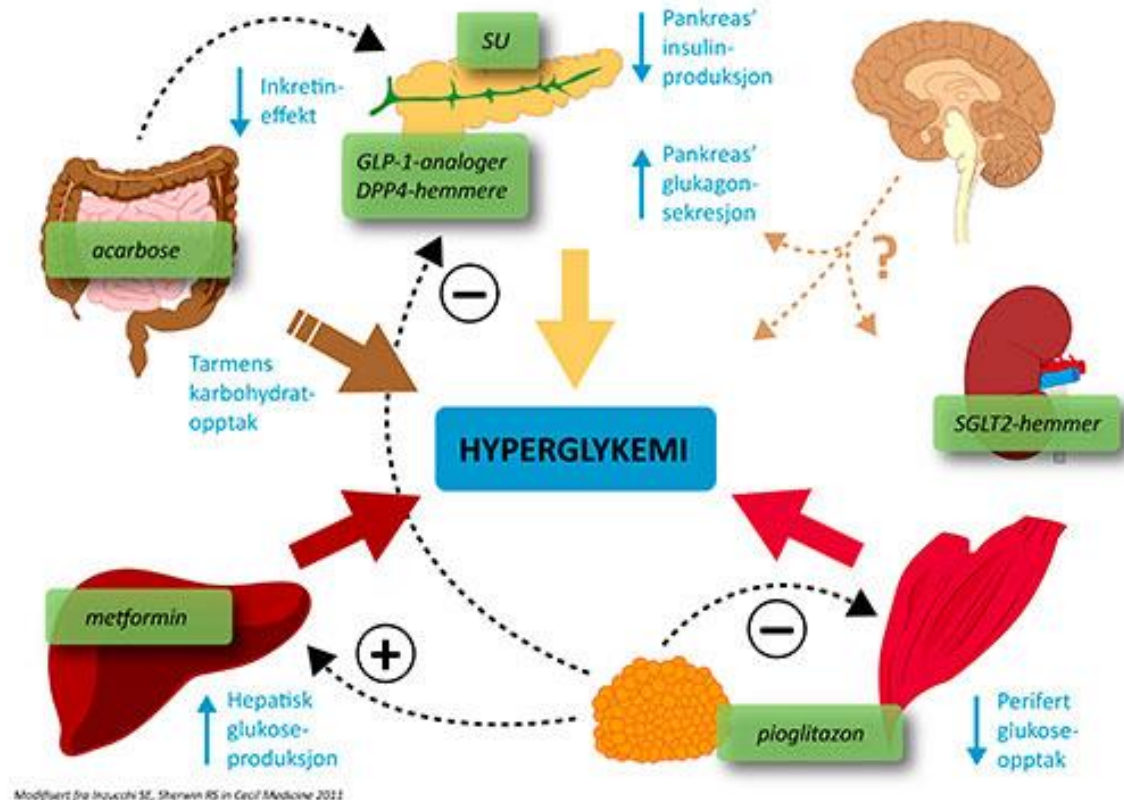 SU
Pankreas'
insulin-
produksjon
Inkretin-
effekt
GLP-1-analoger
DPP4-hemmere
Pankreas'
glukagon-
sekresjon
acarbose
?
−
Tarmens
karbohydrat-
opptak
SGLT2-hemmer
HYPERGLYKEMI
metformin
+
−
Hepatisk
glukose-
produksjon
pioglitazon
Perifert
glukose-
opptak
Modifisert fra Inzucchi SE, Sherwin RS in Cecil Medicine 2011